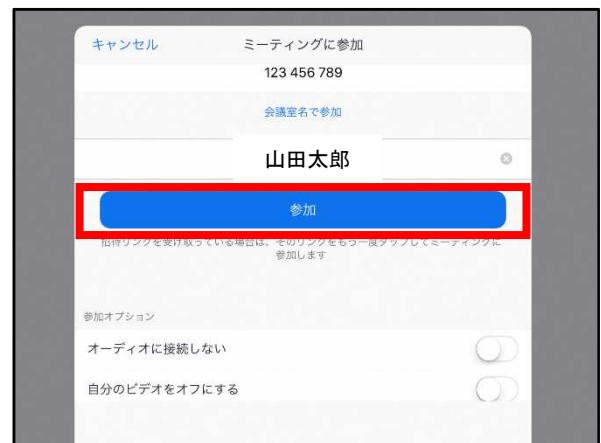 キャンセル ミーティングに参加
123 456 789
会議室名で参加
山田太郎
参加
招待リンクを受け取っている場合は、そのリンクをもう一度タップしてミーティングに
参加します
参加オプション
オーディオに接続しない
自分のビデオをオフにする